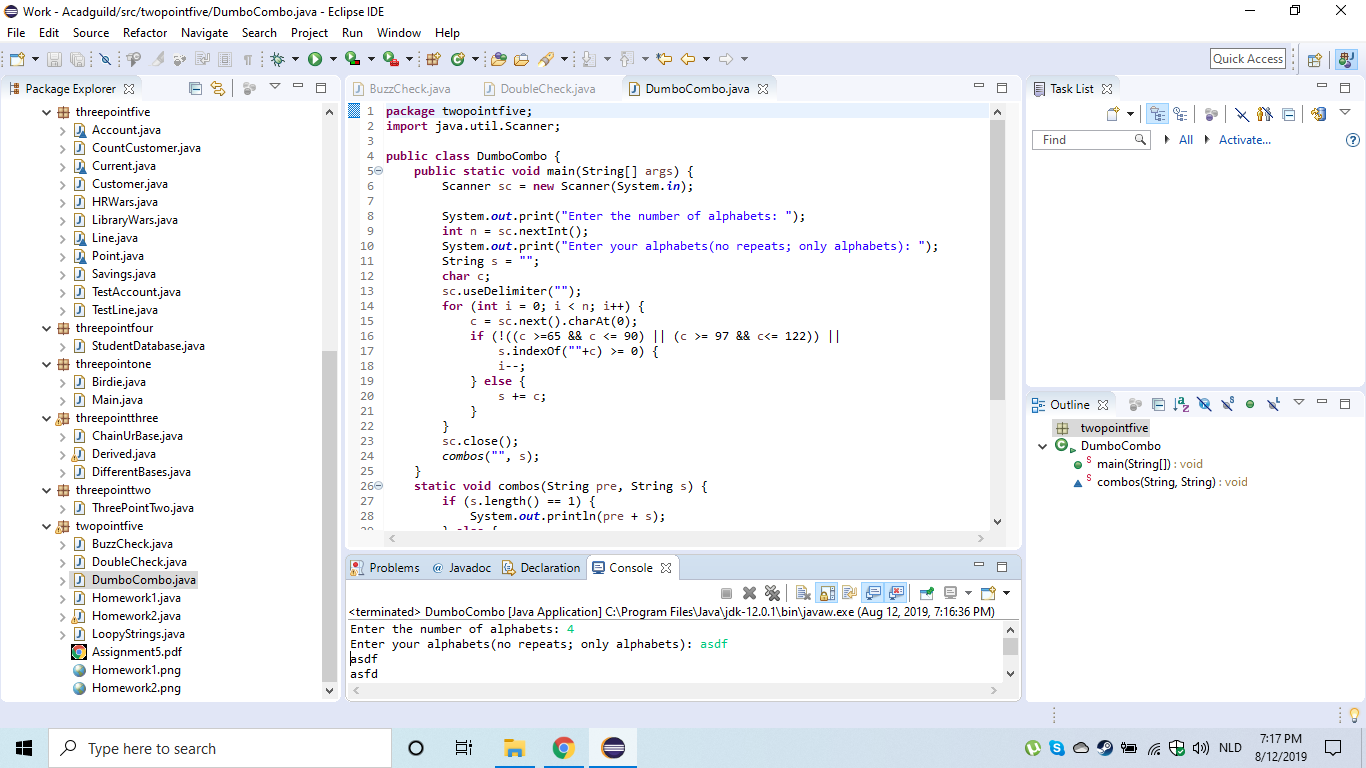 Work - Acadguild/src/twopointfive/DumboCombo.java - Eclipse IDE
File Edit Source Refactor Navigate Search Project Run Window Help
Quick Access
Package Explorer
threepointfive
Account.java
CountCustomer.java
Current.java
Customer.java
HRWars.java
LibraryWars.java
Line.java
Point.java
Savings.java
TestAccount.java
TestLine.java
threepointfour
StudentDatabase.java
threepointone
Birdie.java
Main.java
threepointthree
ChainUrBase.java
Derived.java
DifferentBases.java
threepointtwo
ThreePointTwo.java
twopointfive
BuzzCheck.java
DoubleCheck.java
DumboCombo.java
Homework1.java
Homework2.java
LoopyStrings.java
Assignment5.pdf
Homework1.png
Homework2.png
BuzzCheck.java DoubleCheck.java DumboCombo.java
1 package twopointfive;
2 import java.util.Scanner;
3
4 public class DumboCombo {
5 public static void main(String[] args) {
6 Scanner sc = new Scanner(System.in);
7
8 System.out.print("Enter the number of alphabets: ");
9 int n = sc.nextInt();
10 System.out.print("Enter your alphabets(no repeats; only alphabets): ");
11 String s = "";
12 char c;
13 sc.useDelimiter("");
14 for (int i = 0; i < n; i++) {
15 c = sc.next().charAt(0);
16 if (!((c >=65 && c <= 90) || (c >= 97 && c<= 122)) ||
17 s.indexOf(""+c) >= 0) {
18 i--;
19 } else {
20 s += c;
21 }
22 }
23 sc.close();
24 combos("", s);
25 }
26 static void combos(String pre, String s) {
27 if (s.length() == 1) {
28 System.out.println(pre + s);
29 } else {
Problems @ Javadoc Declaration Console
<terminated> DumboCombo [Java Application] C:\Program Files\Java\jdk-12.0.1\bin\javaw.exe (Aug 12, 2019, 7:16:36 PM)
Enter the number of alphabets: 4
Enter your alphabets(no repeats; only alphabets): asdf
asdf
asfd
Task List
Find All Activate...
Outline
twopointfive
DumboCombo
main(String[]) : void
combos(String, String) : void
Type here to search
NLD
7:17 PM
8/12/2019